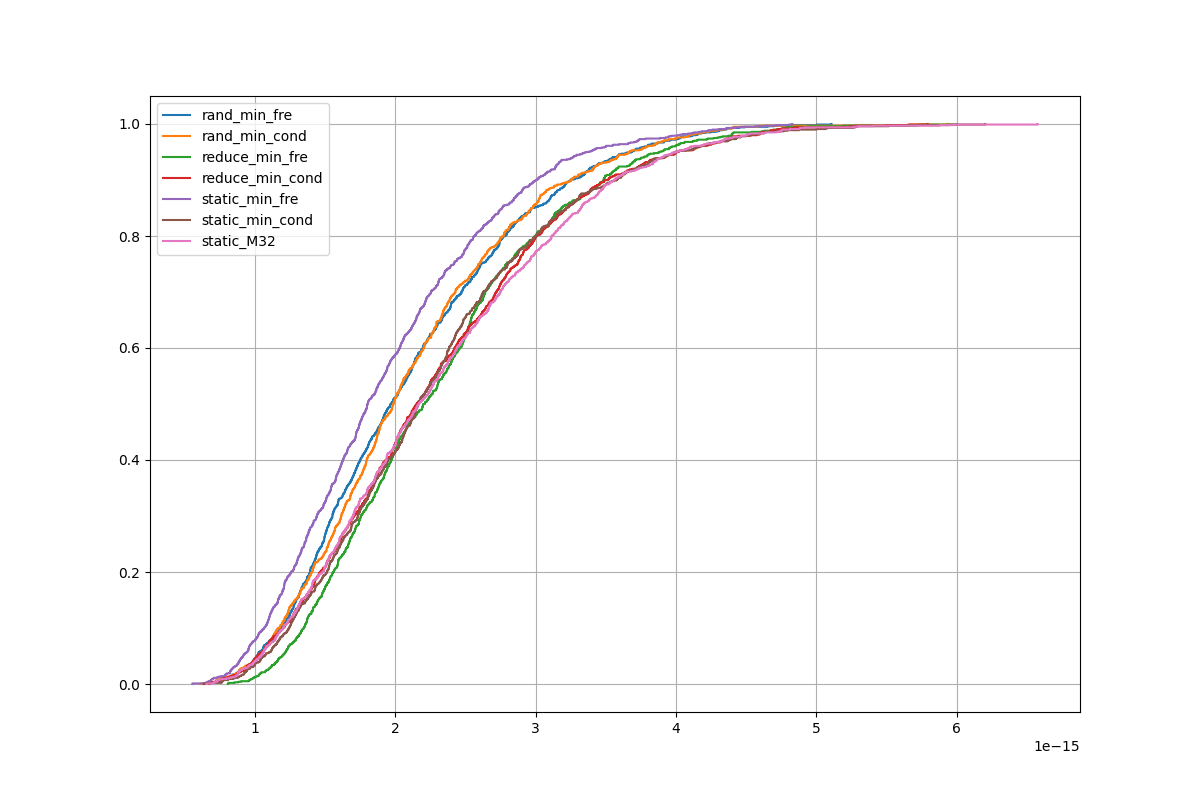 rand_min_fre
rand_min_cond
reduce_min_fre
reduce_min_cond
static_min_fre
static_min_cond
static_M32
1.0
0.8
0.6
0.4
0.2
0.0
1 2 3 4 5 6
1e−15